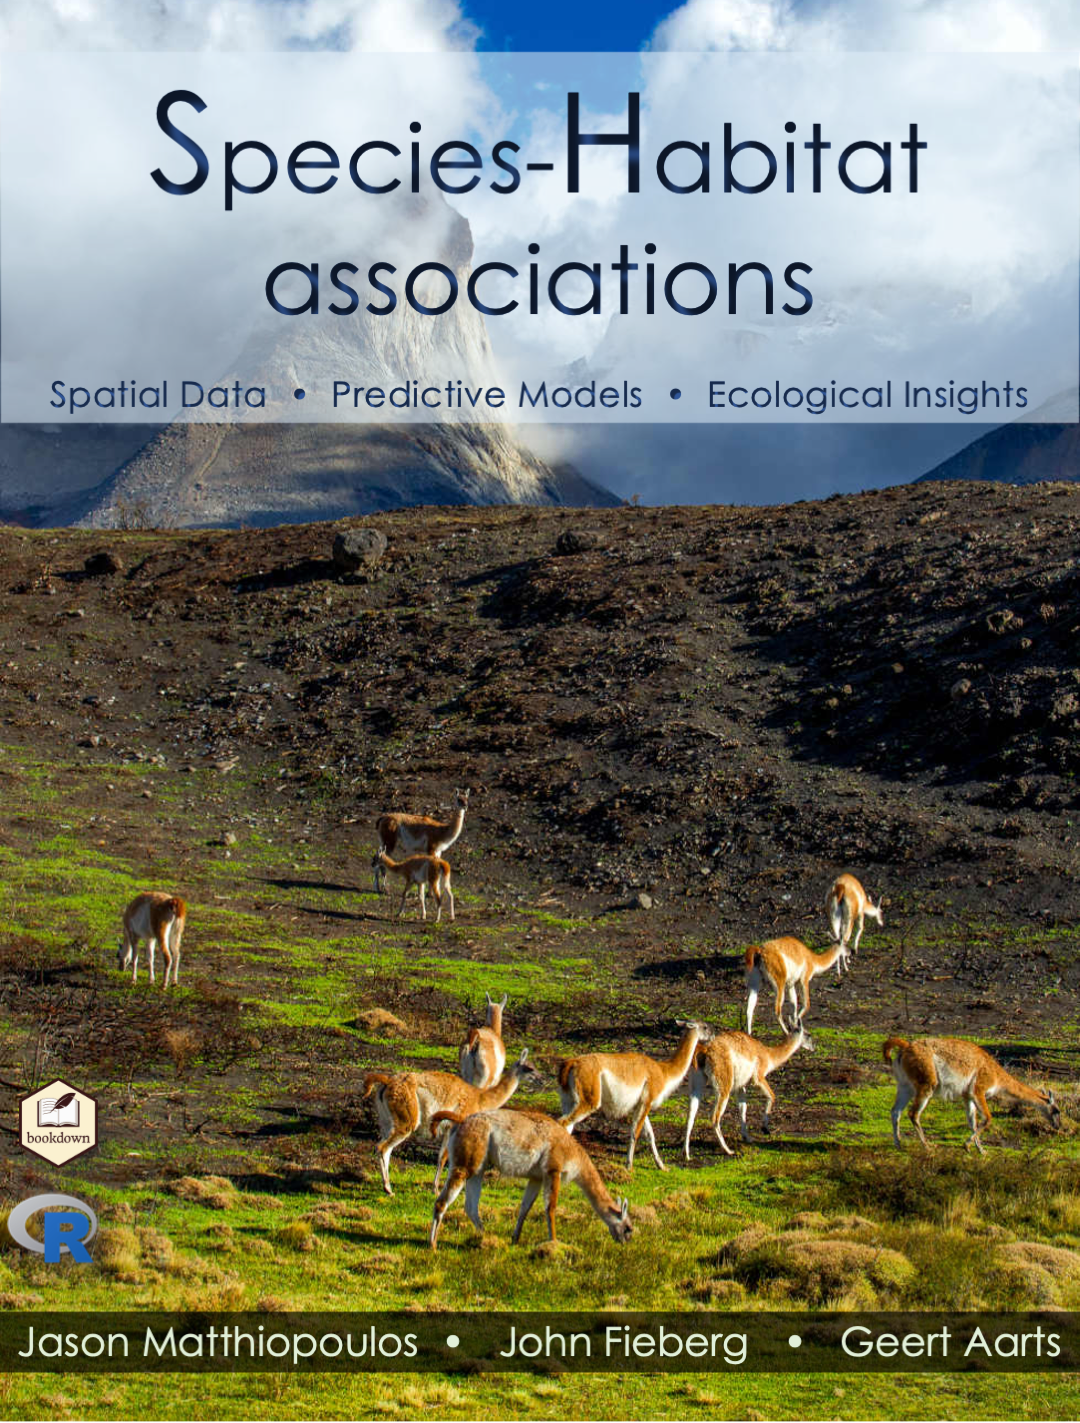 Species-Habitat
associations
Spatial Data • Predictive Models • Ecological Insights
bookdown
R
Jason Matthiopoulos • John Fieberg • Geert Aarts